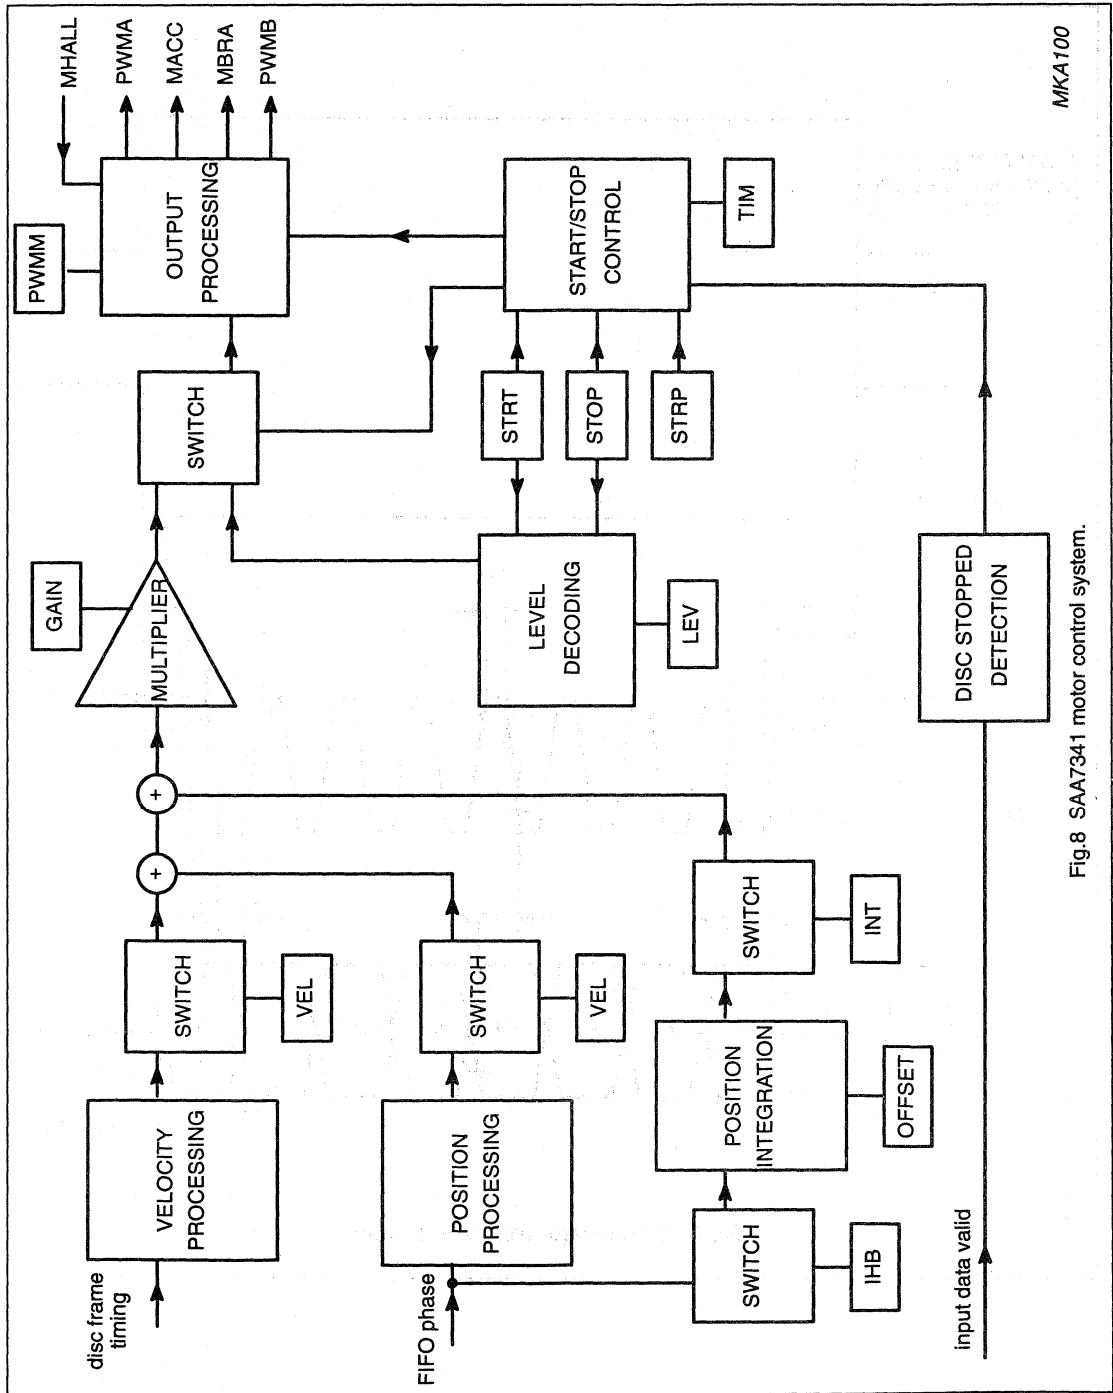 disc frame
timing
VELOCITY
PROCESSING
SWITCH
VEL
+
+
MULTIPLIER
GAIN
SWITCH
PWMM
OUTPUT
PROCESSING
MHALL
PWMA
MACC
MBRA
PWMB
FIFO phase
POSITION
PROCESSING
SWITCH
VEL
LEVEL
DECODING
LEV
STRT
STOP
STRP
START/STOP
CONTROL
TIM
SWITCH
IHB
POSITION
INTEGRATION
OFFSET
SWITCH
INT
input data valid
DISC STOPPED
DETECTION
MKA100
Fig.8 SAA7341 motor control system.